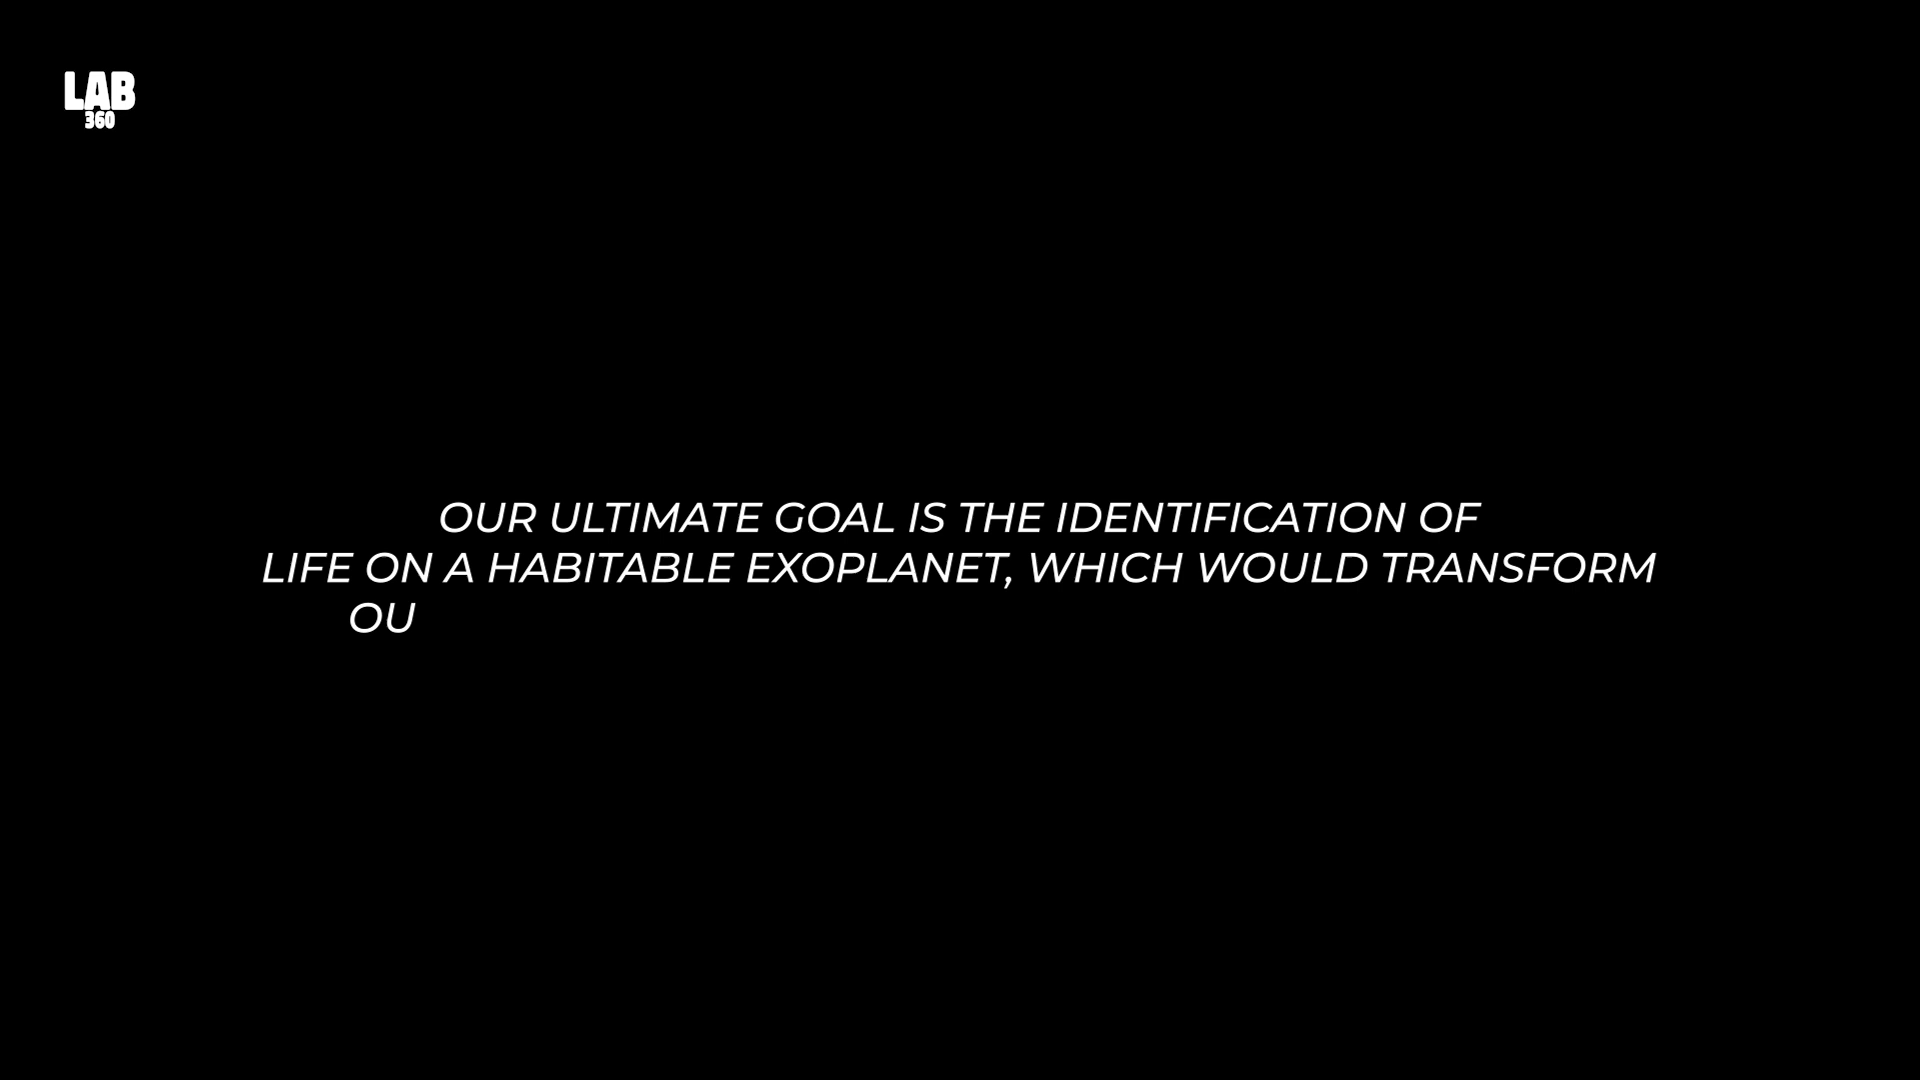 LAB
360
OUR ULTIMATE GOAL IS THE IDENTIFICATION OF
LIFE ON A HABITABLE EXOPLANET, WHICH WOULD TRANSFORM
OU